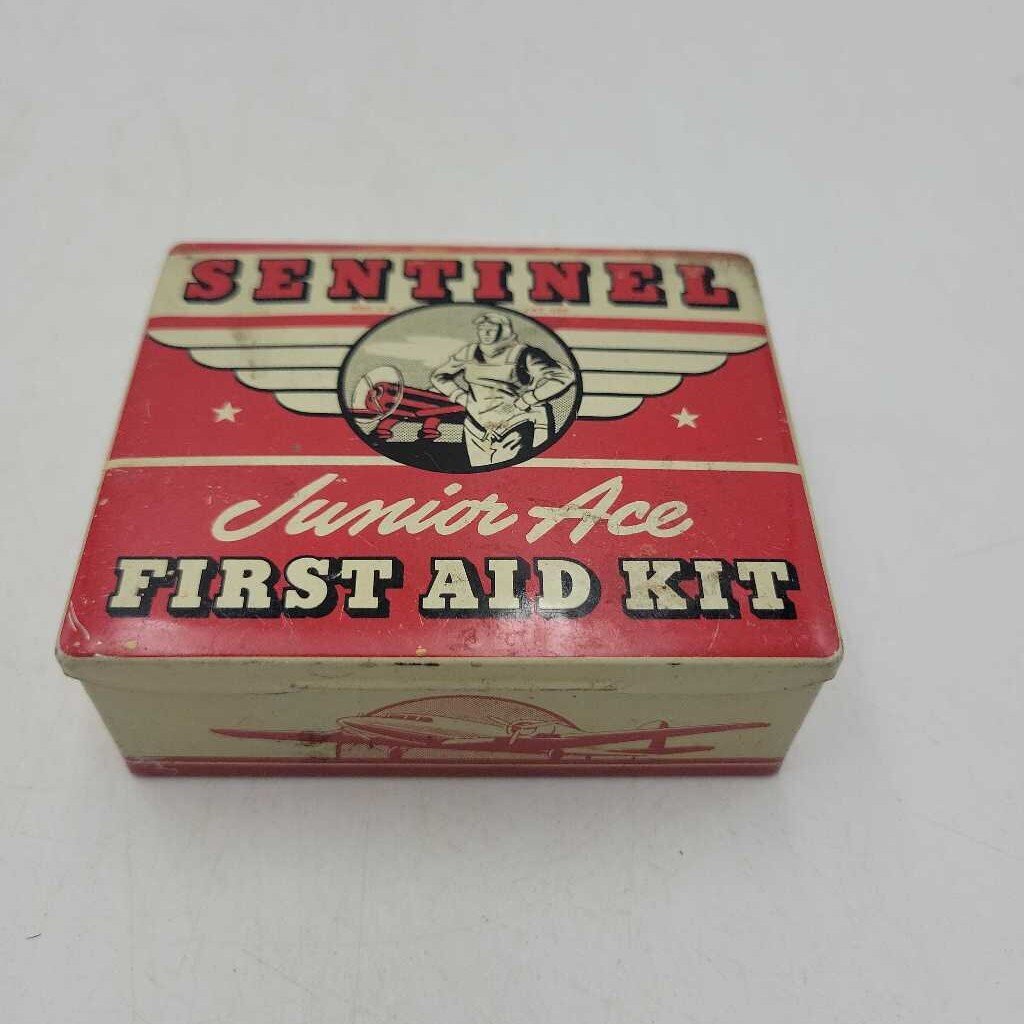 SENTINEL
Junior Ace
FIRST AID KIT